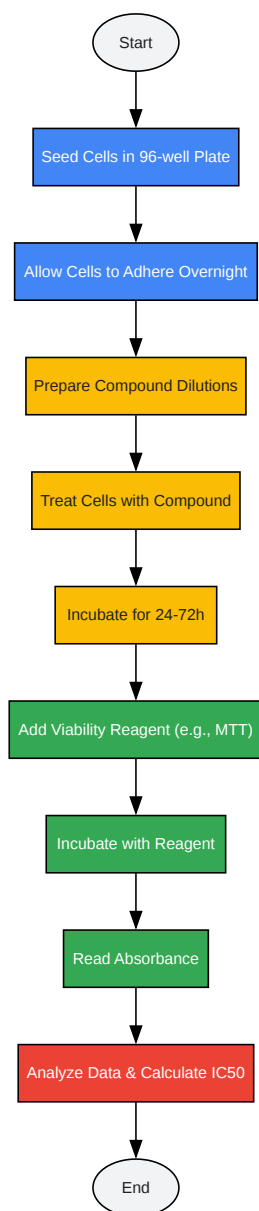 Start
Seed Cells in 96-well Plate
Allow Cells to Adhere Overnight
Prepare Compound Dilutions
Treat Cells with Compound
Incubate for 24-72h
Add Viability Reagent (e.g., MTT)
Incubate with Reagent
Read Absorbance
Analyze Data & Calculate IC50
End